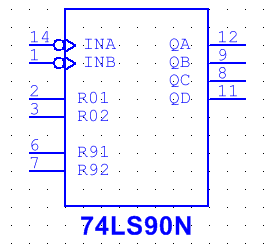 14 INA QA 12
1 INB QB 9
QC 8
2 R01 QD 11
3 R02
6 R91
7 R92
74LS90N